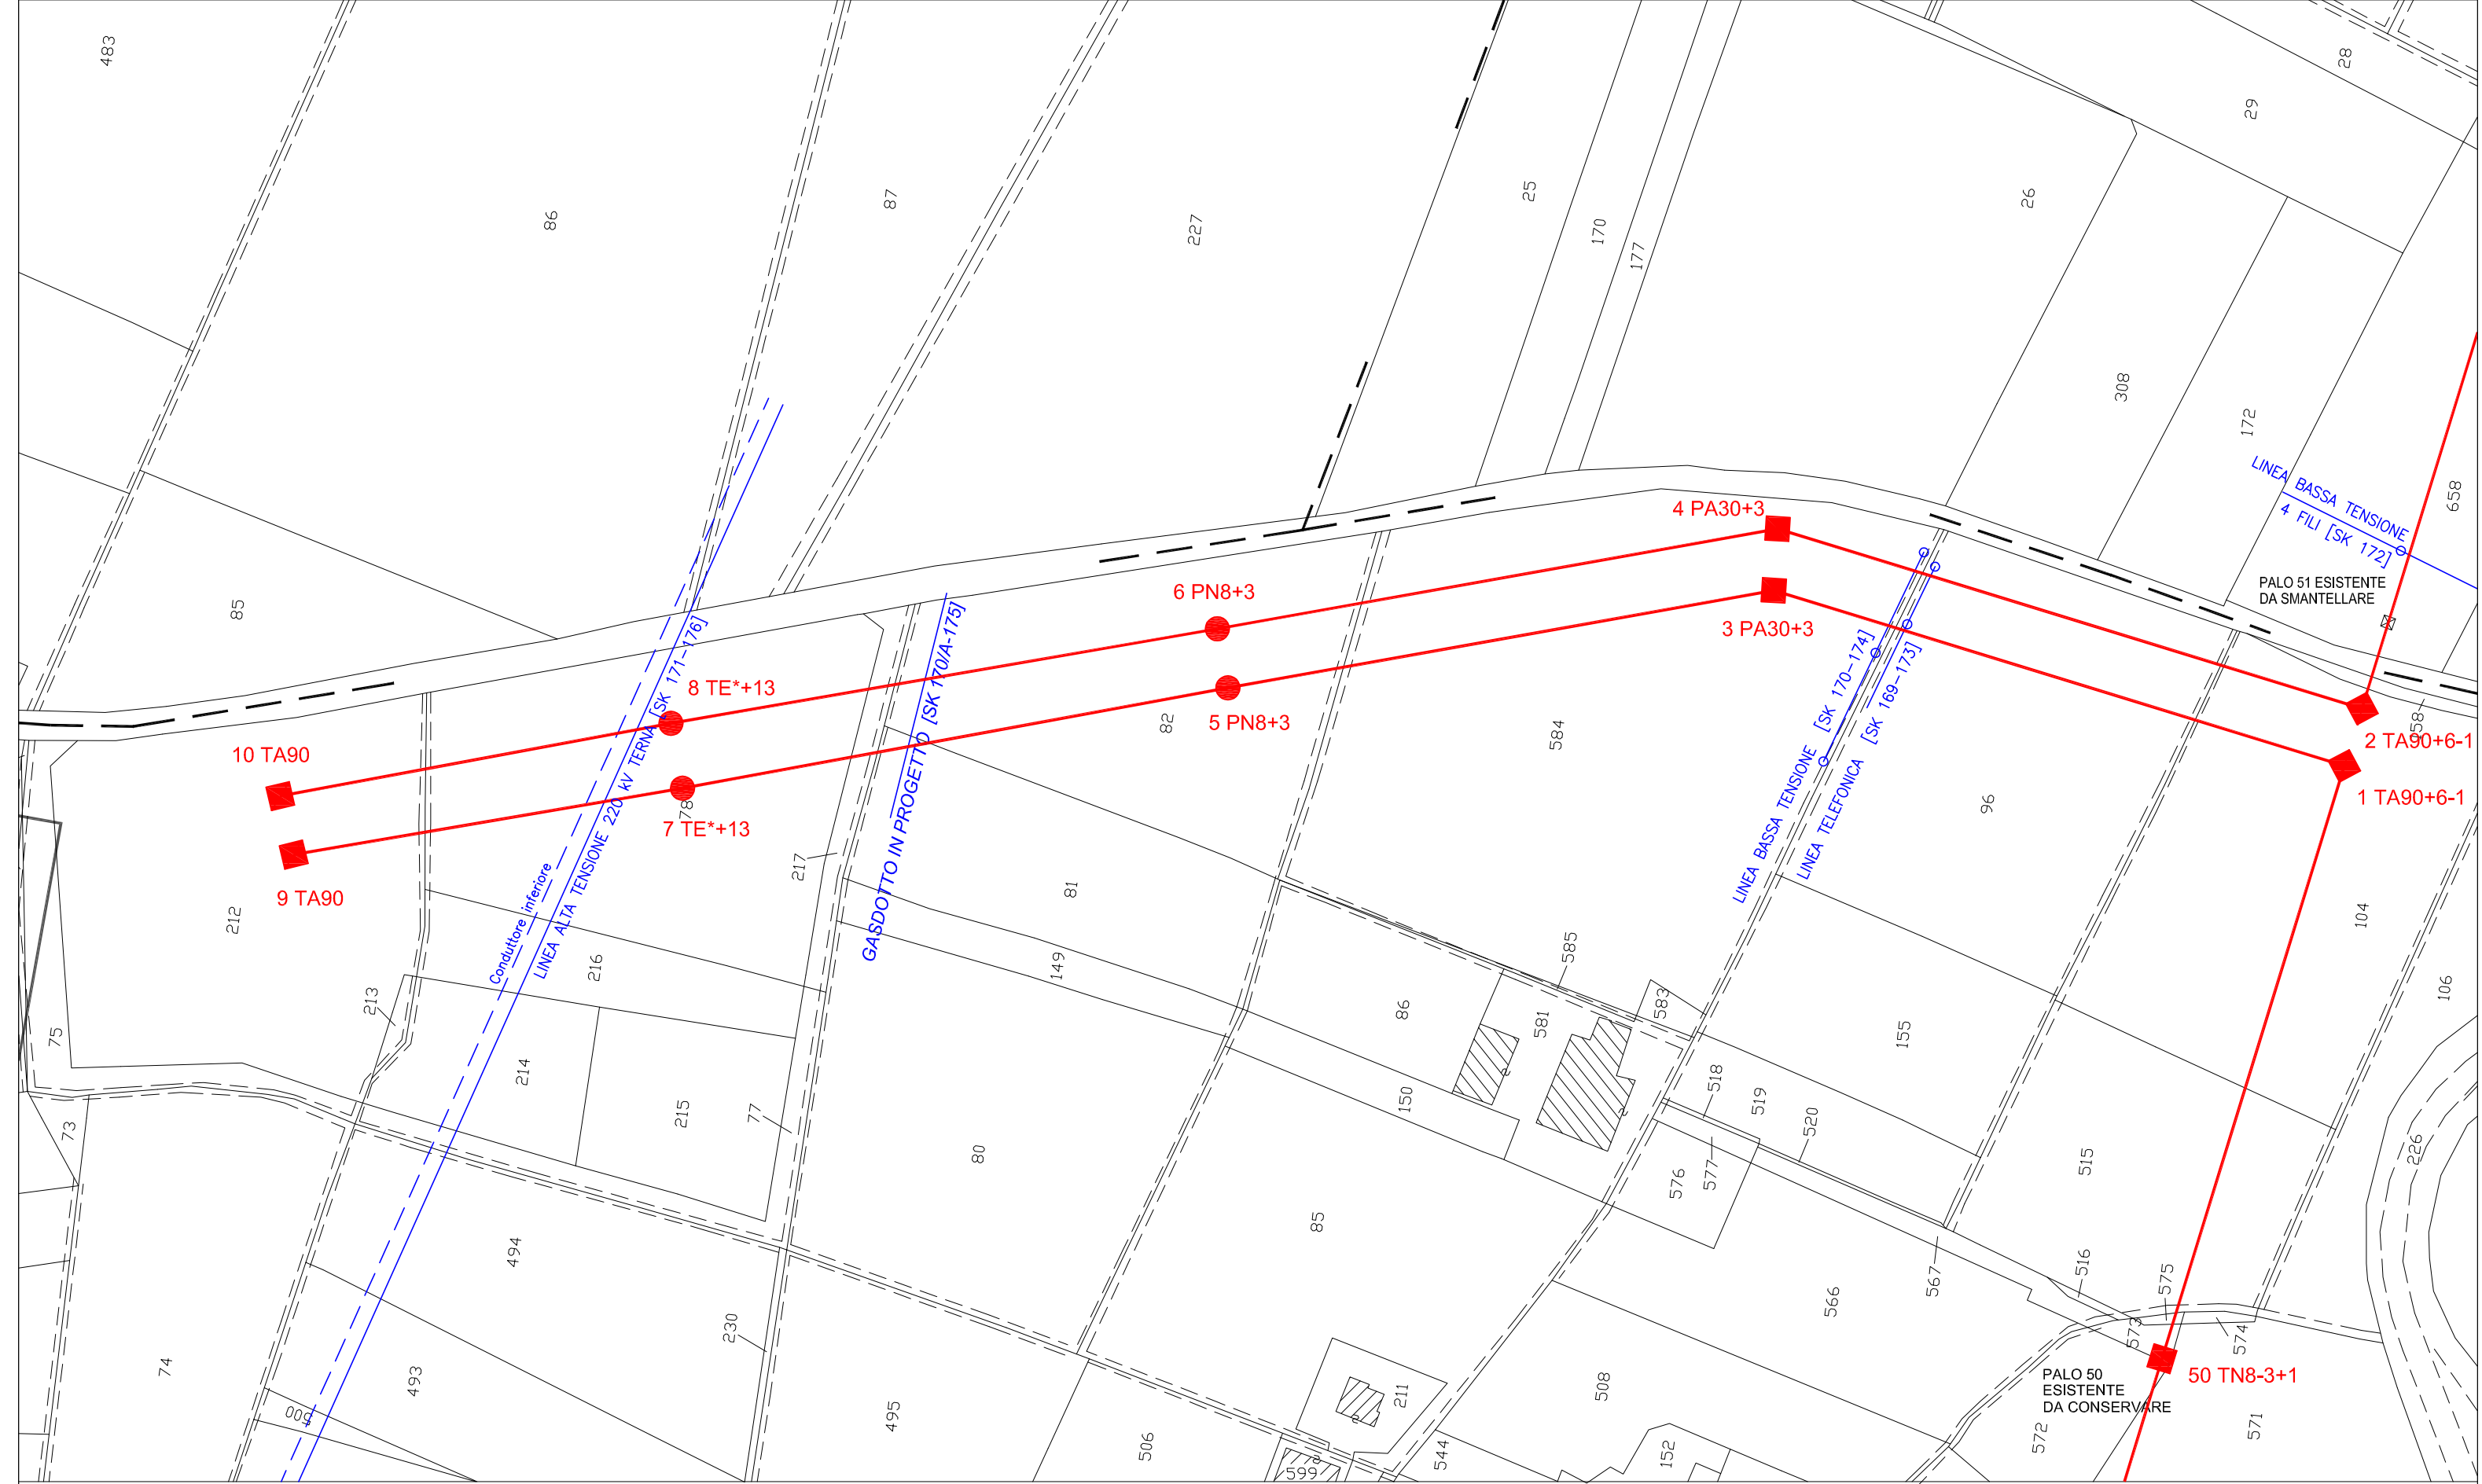 483
86
87
227
25
170
177
26
28
29
308
172
658
LINEA BASSA TENSIONE
4 FILI [SK 172]
PALO 51 ESISTENTE
DA SMANTELLARE
85
4 PA30+3
6 PN8+3
3 PA30+3
8 TE*+13
5 PN8+3
10 TA90
7 TE*+13
9 TA90
2 TA90+6-1
1 TA90+6-1
658
LINEA ALTA TENSIONE 220 kV TERNA [SK 171-176]
Conduttore inferiore
GASDOTTO IN PROGETTO [SK 170/A-175]
LINEA BASSA TENSIONE [SK 170-174]
LINEA TELEFONICA [SK 169-173]
82
584
78
96
217
81
212
104
216
149
585
106
213
86
581
583
75
155
214
215
77
150
518
519
520
73
80
576
577
515
226
494
85
567
516
575
566
573
574
230
74
493
500
495
506
211
508
PALO 50
ESISTENTE
DA CONSERVARE
50 TN8-3+1
572
571
544
152
599